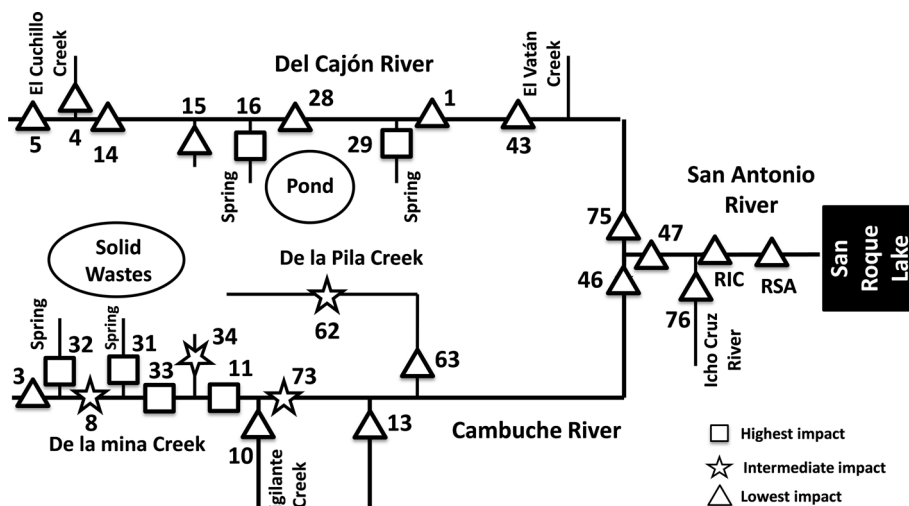 El Cuchillo
Creek
Del Cajón River
El Vatán
Creek
15
16
28
1
5
4
14
29
43
Spring
Pond
Spring
San Antonio
River
Solid
Wastes
De la Pila Creek
75
47
San
Roque
Lake
46
RIC
RSA
62
76
Icho Cruz
River
Spring
Spring
34
3
32
31
33
11
73
63
8
De la mina Creek
10
13
Cambuche River
Creek
Highest impact
Intermediate impact
Lowest impact